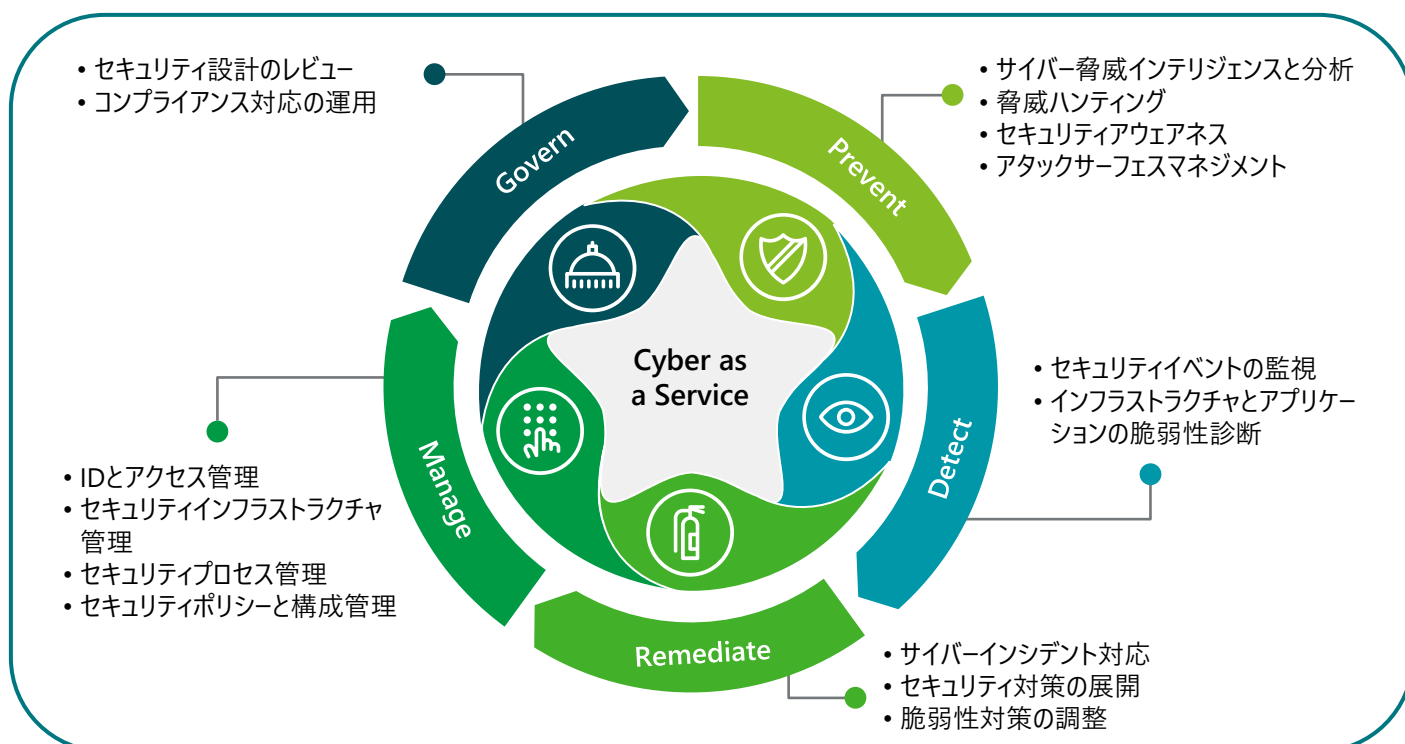 • セキュリティ設計のレビュー
• コンプライアンス対応の運用
Govern
• サイバー脅威インテリジェンスと分析
• 脅威ハンティング
• セキュリティアウェアネス
• アタックサーフェスマネジメント
Prevent
Cyber as
a Service
• セキュリティイベントの監視
• インフラストラクチャとアプリケー
ションの脆弱性診断
Detect
Manage
• IDとアクセス管理
• セキュリティインフラストラクチャ
管理
• セキュリティプロセス管理
• セキュリティポリシーと構成管理
Remediate
• サイバーインシデント対応
• セキュリティ対策の展開
• 脆弱性対策の調整